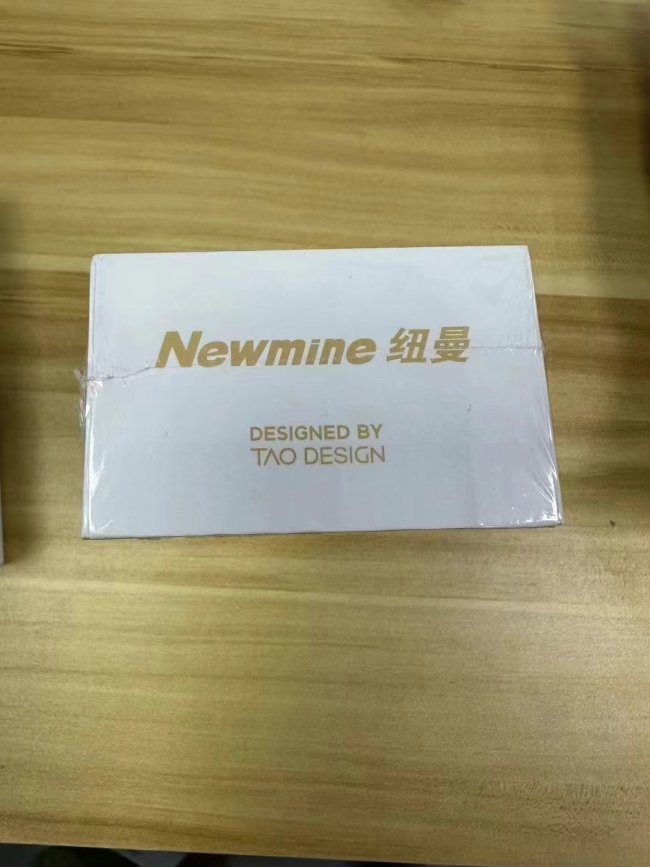 Newmine 纽曼
DESIGNED BY
TAO DESIGN